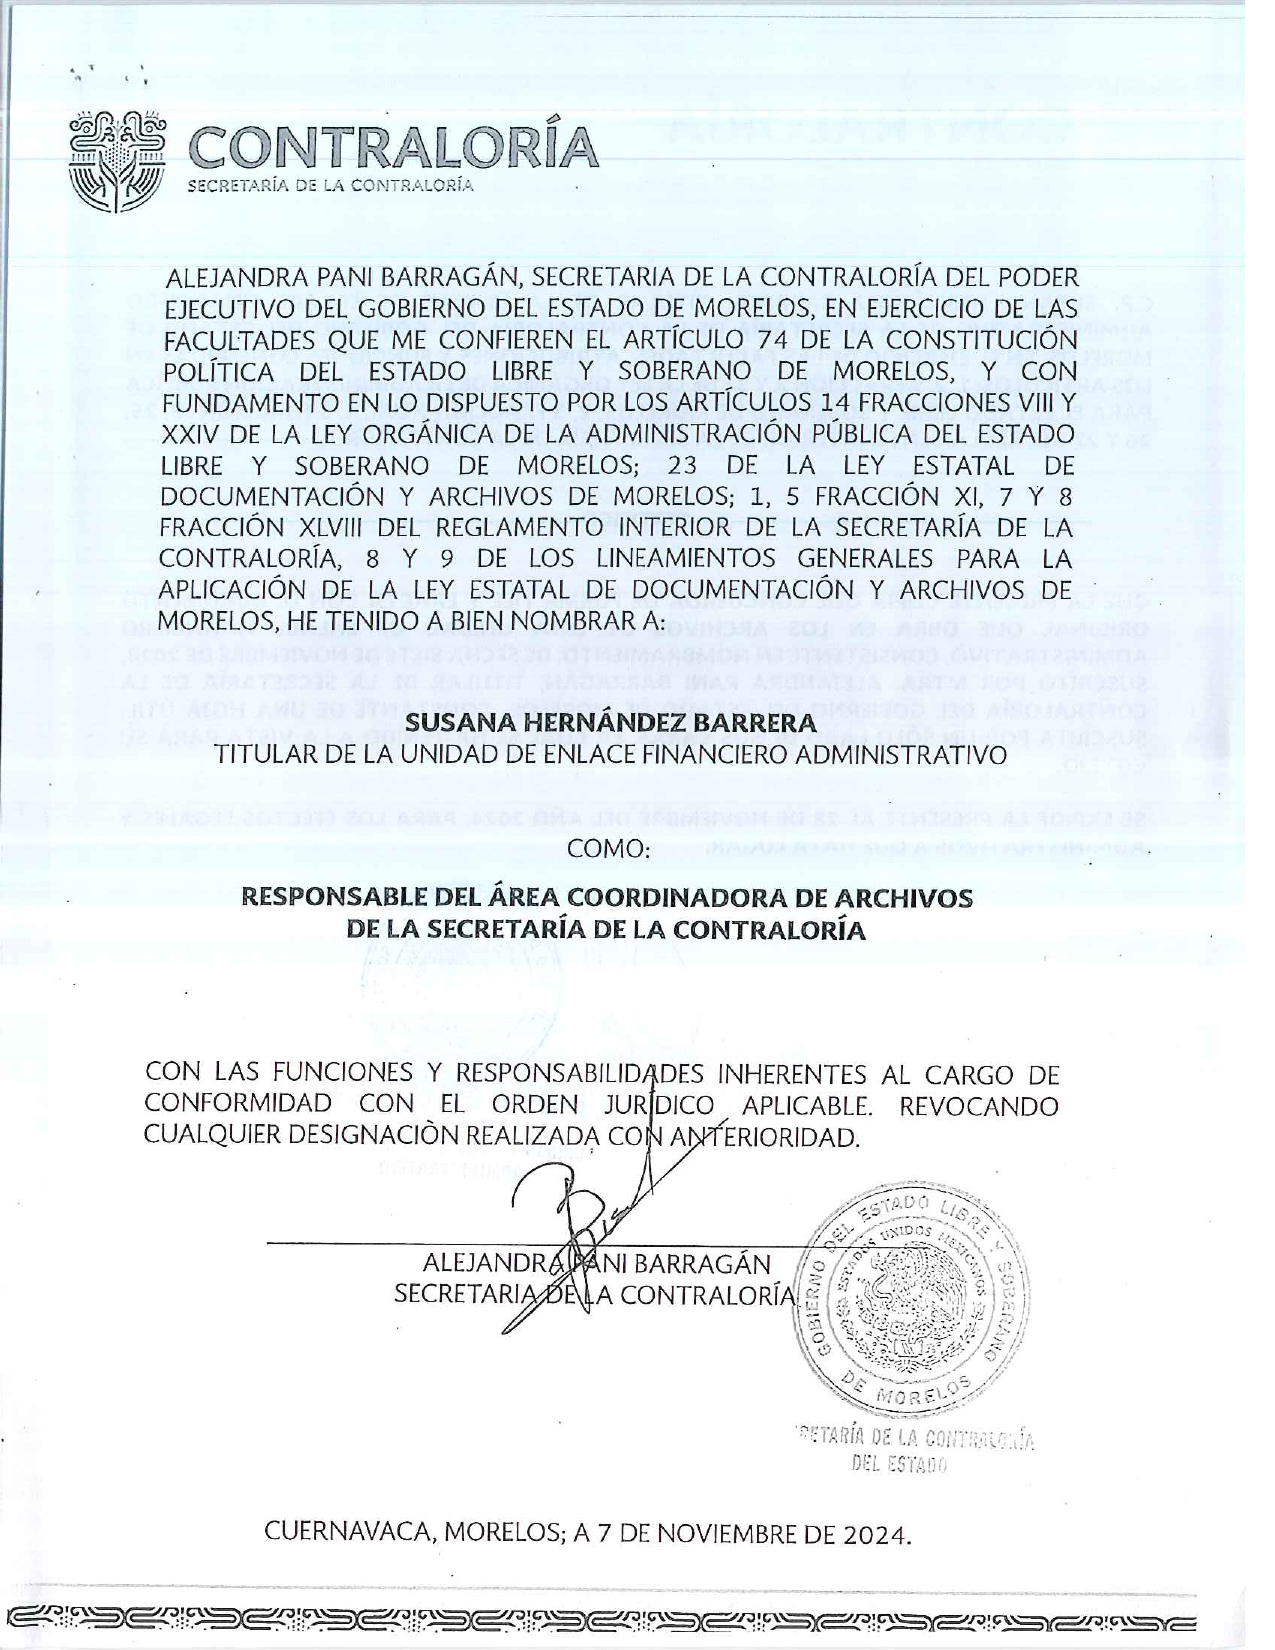 CONTRALORÍA
SECRETARÍA DE LA CONTRALORÍA
ALEJANDRA PANI BARRAGÁN, SECRETARIA DE LA CONTRALORÍA DEL PODER
EJECUTIVO DEL GOBIERNO DEL ESTADO DE MORELOS, EN EJERCICIO DE LAS
FACULTADES QUE ME CONFIEREN EL ARTÍCULO 74 DE LA CONSTITUCIÓN
POLÍTICA DEL ESTADO LIBRE Y SOBERANO DE MORELOS, Y CON
FUNDAMENTO EN LO DISPUESTO POR LOS ARTÍCULOS 14 FRACCIONES VIII Y
XXIV DE LA LEY ORGÁNICA DE LA ADMINISTRACIÓN PÚBLICA DEL ESTADO
LIBRE Y SOBERANO DE MORELOS; 23 DE LA LEY ESTATAL DE
DOCUMENTACIÓN Y ARCHIVOS DE MORELOS; 1, 5 FRACCIÓN XI, 7 Y 8
FRACCIÓN XLVIII DEL REGLAMENTO INTERIOR DE LA SECRETARÍA DE LA
CONTRALORÍA, 8 Y 9 DE LOS LINEAMIENTOS GENERALES PARA LA
APLICACIÓN DE LA LEY ESTATAL DE DOCUMENTACIÓN Y ARCHIVOS DE
MORELOS, HE TENIDO A BIEN NOMBRAR A:
SUSANA HERNÁNDEZ BARRERA
TITULAR DE LA UNIDAD DE ENLACE FINANCIERO ADMINISTRATIVO
COMO:
RESPONSABLE DEL ÁREA COORDINADORA DE ARCHIVOS
DE LA SECRETARÍA DE LA CONTRALORÍA
CON LAS FUNCIONES Y RESPONSABILIDADES INHERENTES AL CARGO DE
CONFORMIDAD CON EL ORDEN JURÍDICO APLICABLE. REVOCANDO
CUALQUIER DESIGNACIÒN REALIZADA CON ANTERIORIDAD.
ALEJANDRA PANI BARRAGÁN
SECRETARIA DE LA CONTRALORÍA
GOBIERNO DEL ESTADO LIBRE Y SOBERANO
DE MORELOS
ESTADOS UNIDOS MEXICANOS
RETARÍA DE LA CONTRALORÍA
DEL ESTADO
CUERNAVACA, MORELOS; A 7 DE NOVIEMBRE DE 2024.